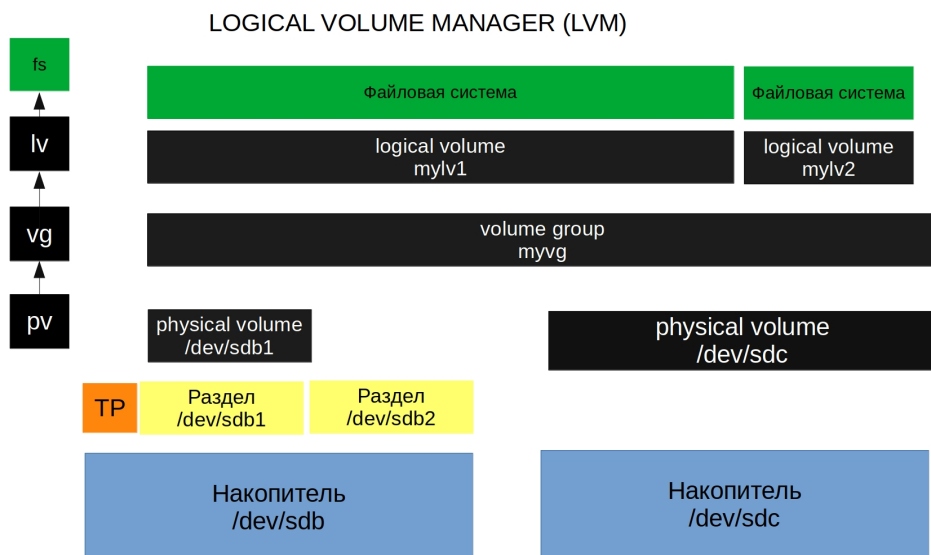 LOGICAL VOLUME MANAGER (LVM)
fs
Файловая система
Файловая система
lv
logical volume
mylv1
logical volume
mylv2
vg
volume group
myvg
pv
physical volume
/dev/sdb1
physical volume
/dev/sdc
TP
Раздел
/dev/sdb1
Раздел
/dev/sdb2
Накопитель
/dev/sdb
Накопитель
/dev/sdc